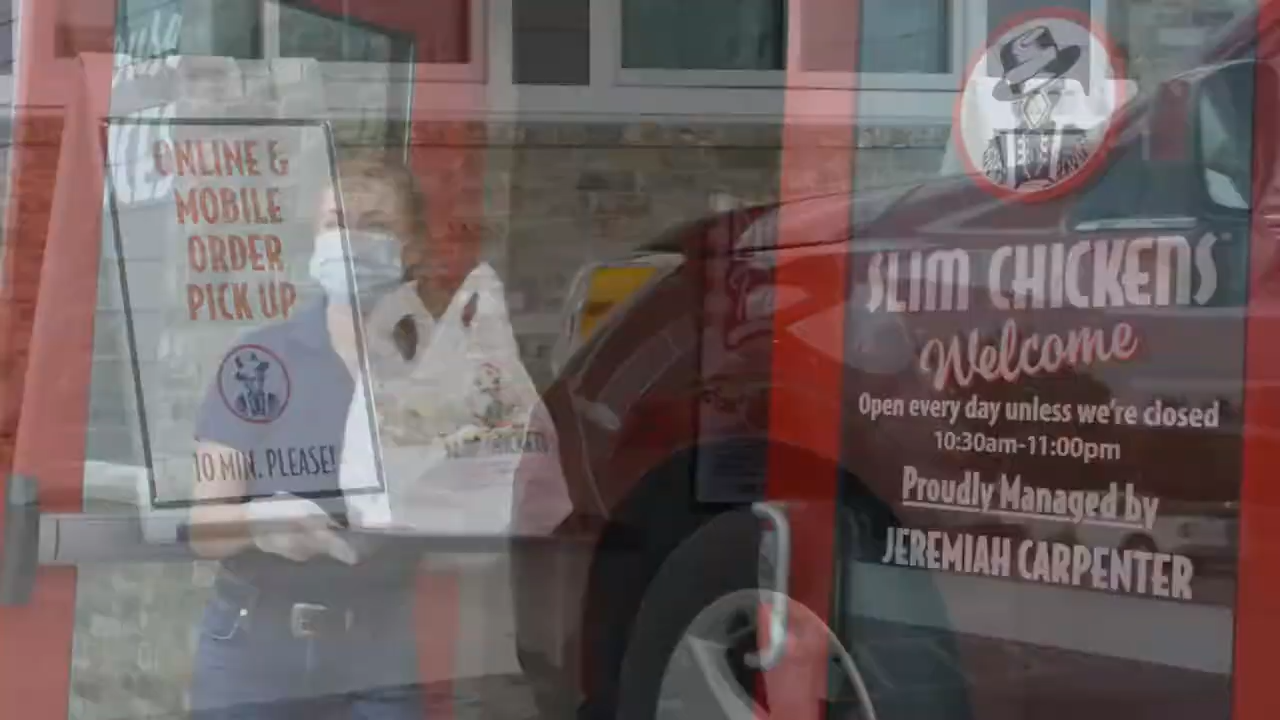 ONLINE &
MOBILE
ORDER
PICK UP
10 MIN. PLEASE!
SLIM CHICKENS
Welcome
Open every day unless we're closed
10:30am-11:00pm
Proudly Managed by
JEREMIAH CARPENTER